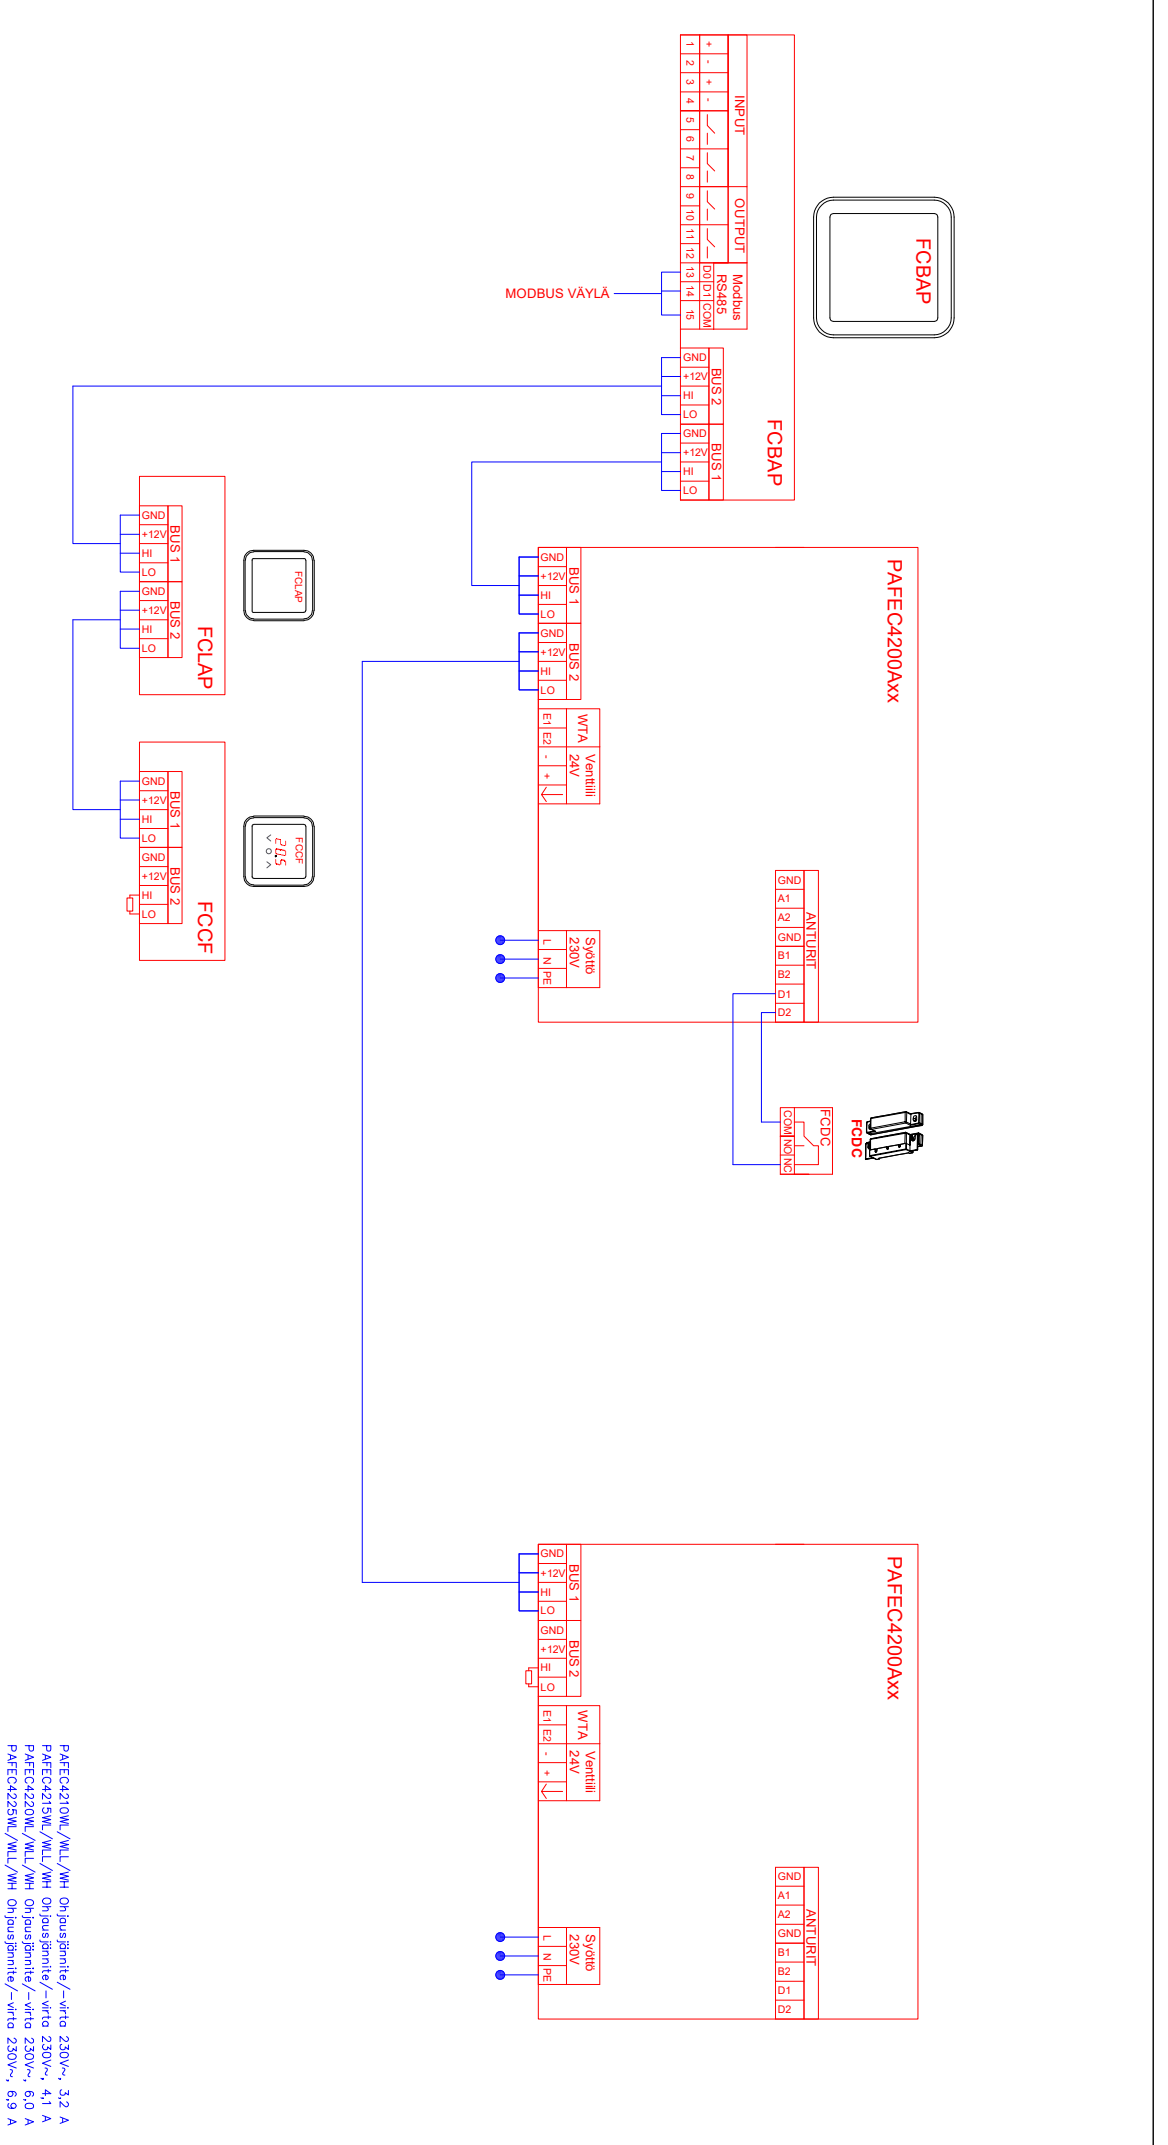 FCBAP
FCBAP
INPUT
OUTPUT
Modbus
RS485
+
-
+
-
D0
D1
COM
1
2
3
4
5
6
7
8
9
10
11
12
13
14
15
MODBUS VÄYLÄ
BUS 2
GND
+12V
HI
LO
BUS 1
GND
+12V
HI
LO
FCLAP
FCLAP
BUS 1
GND
+12V
HI
LO
BUS 2
GND
+12V
HI
LO
FCCF
20.5
FCCF
BUS 1
GND
+12V
HI
LO
BUS 2
GND
+12V
HI
LO
PAFEC4200Axx
BUS 1
GND
+12V
HI
LO
BUS 2
GND
+12V
HI
LO
WTA
E1
E2
Venttiili
24V
-
+
Syöttö
230V
L
N
PE
ANTURIT
GND
A1
A2
GND
B1
B2
D1
D2
FCDC
COM
NO
NC
FCDC
PAFEC4200Axx
BUS 1
GND
+12V
HI
LO
BUS 2
GND
+12V
HI
LO
WTA
E1
E2
Venttiili
24V
-
+
Syöttö
230V
L
N
PE
ANTURIT
GND
A1
A2
GND
B1
B2
D1
D2
PAFEC4210WL/WLL/WH Ohjausjännite/-virta 230V~, 3,2 A
PAFEC4215WL/WLL/WH Ohjausjännite/-virta 230V~, 4,1 A
PAFEC4220WL/WLL/WH Ohjausjännite/-virta 230V~, 6,0 A
PAFEC4225WL/WLL/WH Ohjausjännite/-virta 230V~, 6,9 A